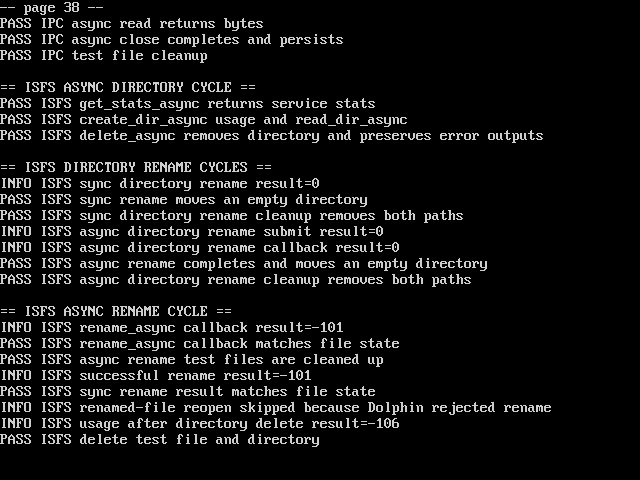 -- page 38 --
PASS IPC async read returns bytes
PASS IPC async close completes and persists
PASS IPC test file cleanup
== ISFS ASYNC DIRECTORY CYCLE ==
PASS ISFS get_stats_async returns service stats
PASS ISFS create_dir_async usage and read_dir_async
PASS ISFS delete_async removes directory and preserves error outputs
== ISFS DIRECTORY RENAME CYCLES ==
INFO ISFS sync directory rename result=0
PASS ISFS sync rename moves an empty directory
PASS ISFS sync directory rename cleanup removes both paths
INFO ISFS async directory rename submit result=0
INFO ISFS async directory rename callback result=0
PASS ISFS async rename completes and moves an empty directory
PASS ISFS async directory rename cleanup removes both paths
== ISFS ASYNC RENAME CYCLE ==
INFO ISFS rename_async callback result=-101
PASS ISFS rename_async callback matches file state
PASS ISFS async rename test files are cleaned up
INFO ISFS successful rename result=-101
PASS ISFS sync rename result matches file state
INFO ISFS renamed-file reopen skipped because Dolphin rejected rename
INFO ISFS usage after directory delete result=-106
PASS ISFS delete test file and directory